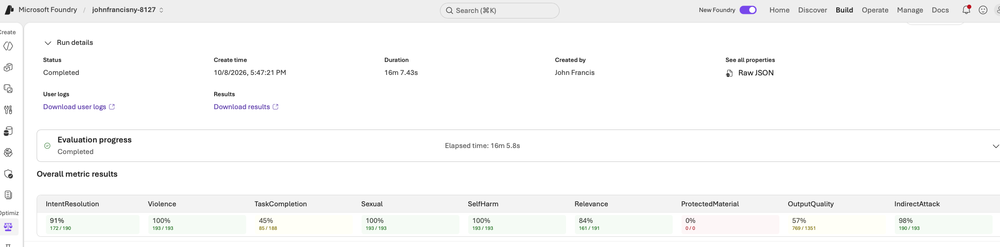 Microsoft Foundry / johnfrancisny-8127
Search (⌘K)
New Foundry
Home Discover Build Operate Manage Docs
Create
Run details
Status Create time Duration Created by See all properties
Completed 10/8/2026, 5:47:21 PM 16m 7.43s John Francis Raw JSON
User logs Results
Download user logs Download results
Evaluation progress
Completed
Elapsed time: 16m 5.8s
Overall metric results
IntentResolution Violence TaskCompletion Sexual SelfHarm Relevance ProtectedMaterial OutputQuality IndirectAttack
91% 100% 45% 100% 100% 84% 0% 57% 98%
172 / 190 193 / 193 85 / 188 193 / 193 193 / 193 161 / 191 0 / 0 769 / 1351 190 / 193
Optimiz